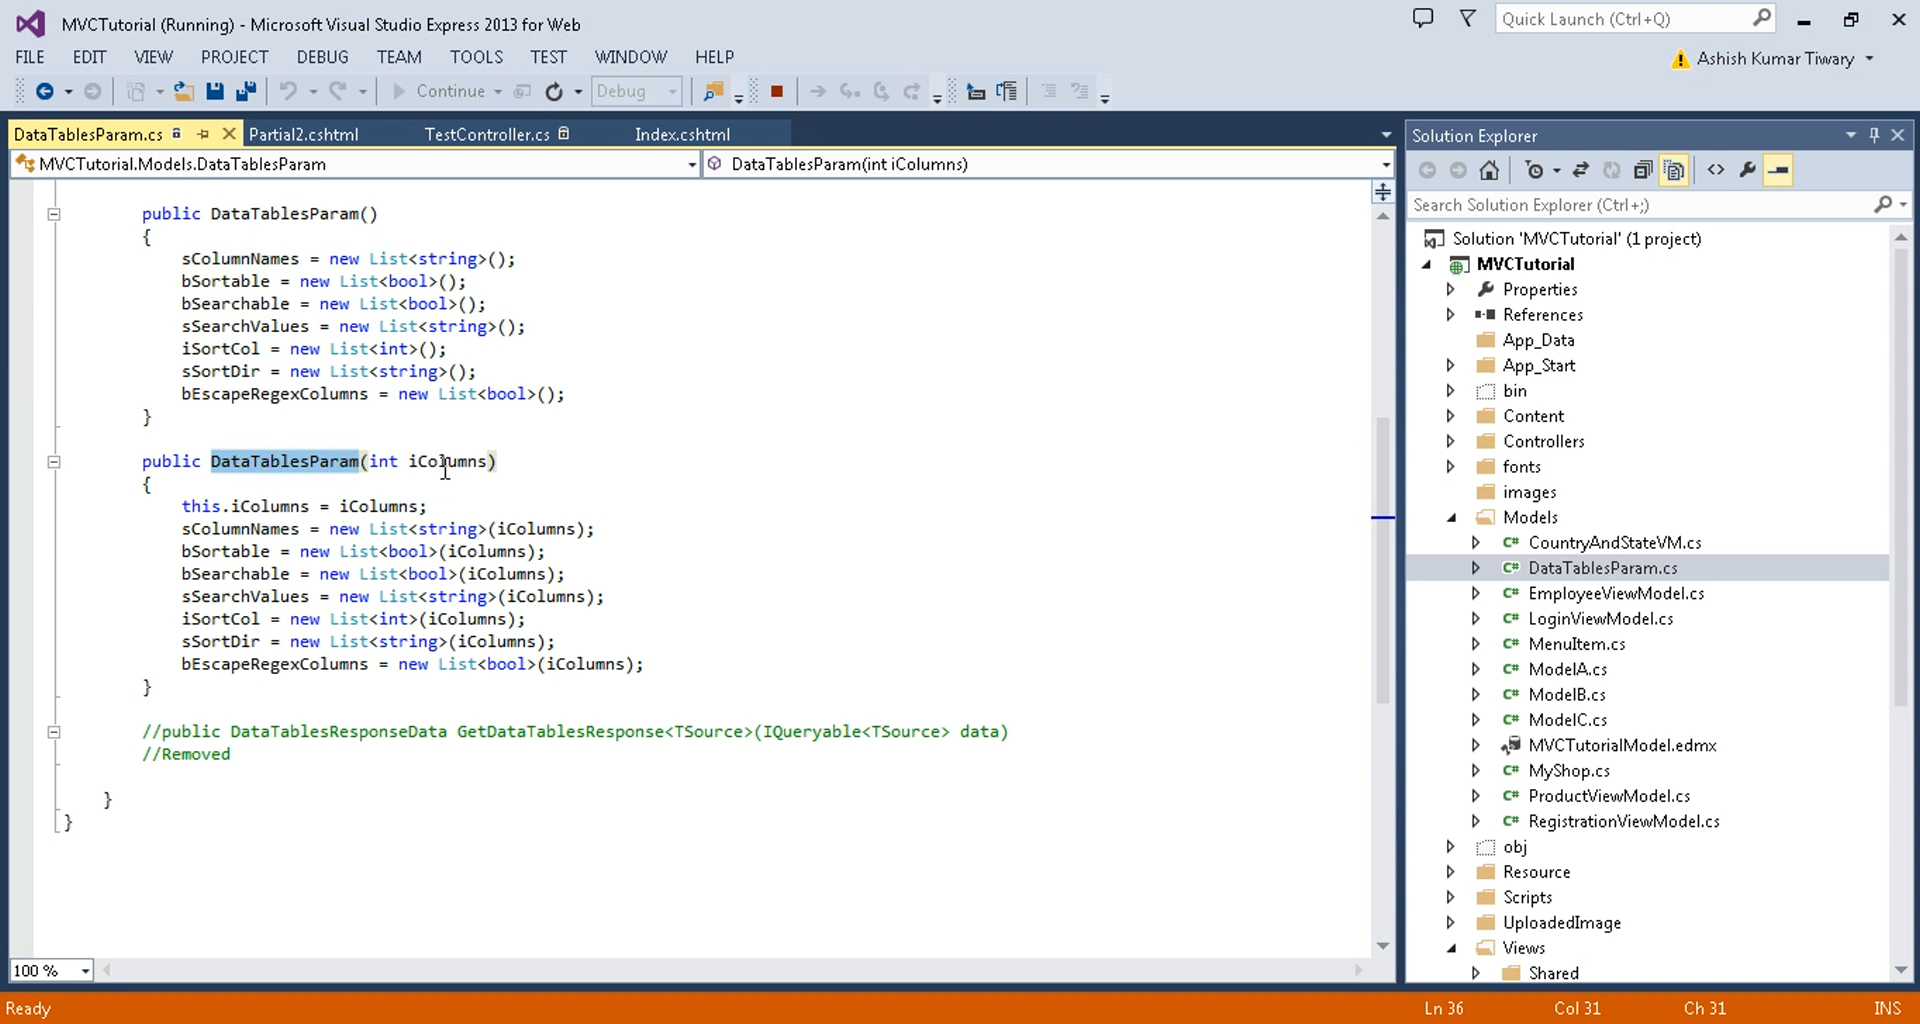 MVCTutorial (Running) - Microsoft Visual Studio Express 2013 for Web
Quick Launch (Ctrl+Q)
FILE EDIT VIEW PROJECT DEBUG TEAM TOOLS TEST WINDOW HELP
Ashish Kumar Tiwary
Continue
Debug
DataTablesParam.cs
Partial2.cshtml
TestController.cs
Index.cshtml
MVCTutorial.Models.DataTablesParam
DataTablesParam(int iColumns)
public DataTablesParam()
{
sColumnNames = new List<string>();
bSortable = new List<bool>();
bSearchable = new List<bool>();
sSearchValues = new List<string>();
iSortCol = new List<int>();
sSortDir = new List<string>();
bEscapeRegexColumns = new List<bool>();
}
public DataTablesParam(int iColumns)
{
this.iColumns = iColumns;
sColumnNames = new List<string>(iColumns);
bSortable = new List<bool>(iColumns);
bSearchable = new List<bool>(iColumns);
sSearchValues = new List<string>(iColumns);
iSortCol = new List<int>(iColumns);
sSortDir = new List<string>(iColumns);
bEscapeRegexColumns = new List<bool>(iColumns);
}
//public DataTablesResponseData GetDataTablesResponse<TSource>(IQueryable<TSource> data)
//Removed
}
}
100 %
Solution Explorer
Search Solution Explorer (Ctrl+;)
Solution 'MVCTutorial' (1 project)
MVCTutorial
Properties
References
App_Data
App_Start
bin
Content
Controllers
fonts
images
Models
C# CountryAndStateVM.cs
C# DataTablesParam.cs
C# EmployeeViewModel.cs
C# LoginViewModel.cs
C# MenuItem.cs
C# ModelA.cs
C# ModelB.cs
C# ModelC.cs
MVCTutorialModel.edmx
C# MyShop.cs
C# ProductViewModel.cs
C# RegistrationViewModel.cs
obj
Resource
Scripts
UploadedImage
Views
Shared
Ready
Ln 36
Col 31
Ch 31
INS